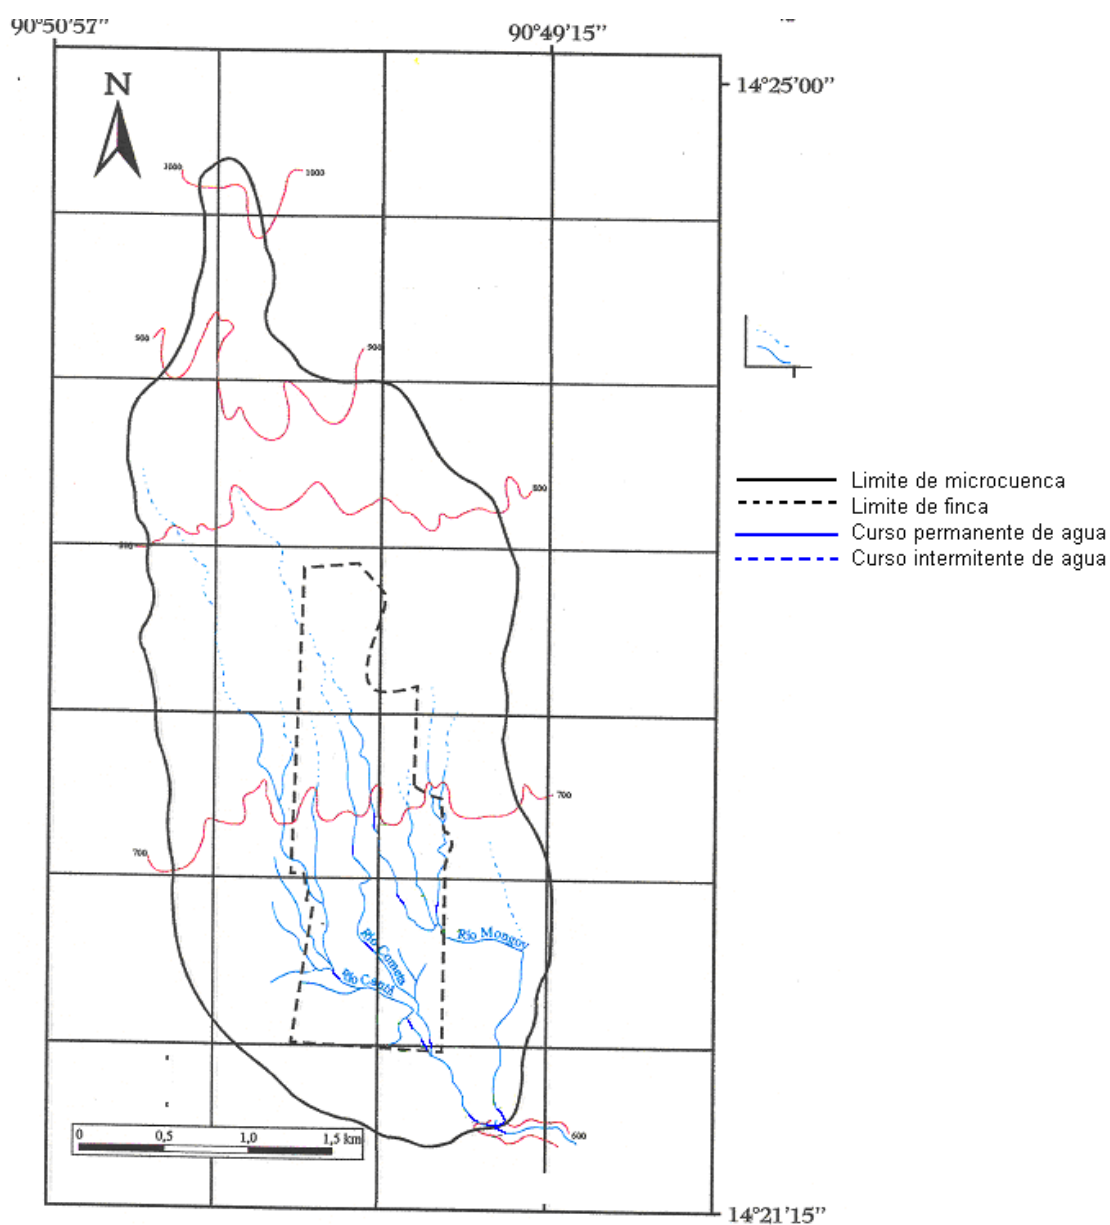 90°50'57"
90°49'15"
14°25'00"
N
1000
1000
900
900
800
800
Limite de microcuenca
Limite de finca
Curso permanente de agua
Curso intermitente de agua
700
700
Río Mongoy
Río Cometa
Río Cantil
600
0 0,5 1,0 1,5 km
14°21'15"